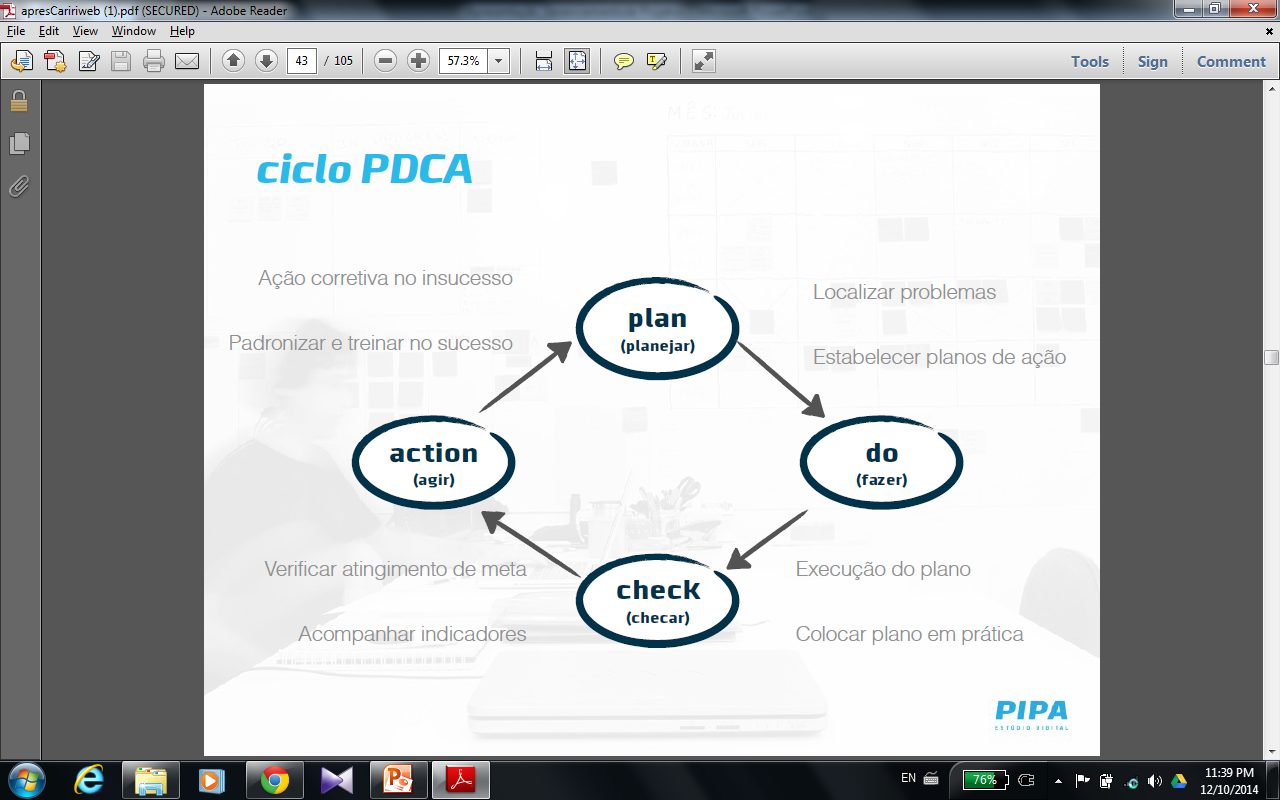 apresCaririweb (1).pdf (SECURED) - Adobe Reader
File Edit View Window Help
43 / 105
57.3%
Tools Sign Comment
ciclo PDCA
Ação corretiva no insucesso
Padronizar e treinar no sucesso
plan
(planejar)
Localizar problemas
Estabelecer planos de ação
action
(agir)
do
(fazer)
Verificar atingimento de meta
Acompanhar indicadores
check
(checar)
Execução do plano
Colocar plano em prática
PIPA
ESTÚDIO DIGITAL
EN
76%
11:39 PM
12/10/2014